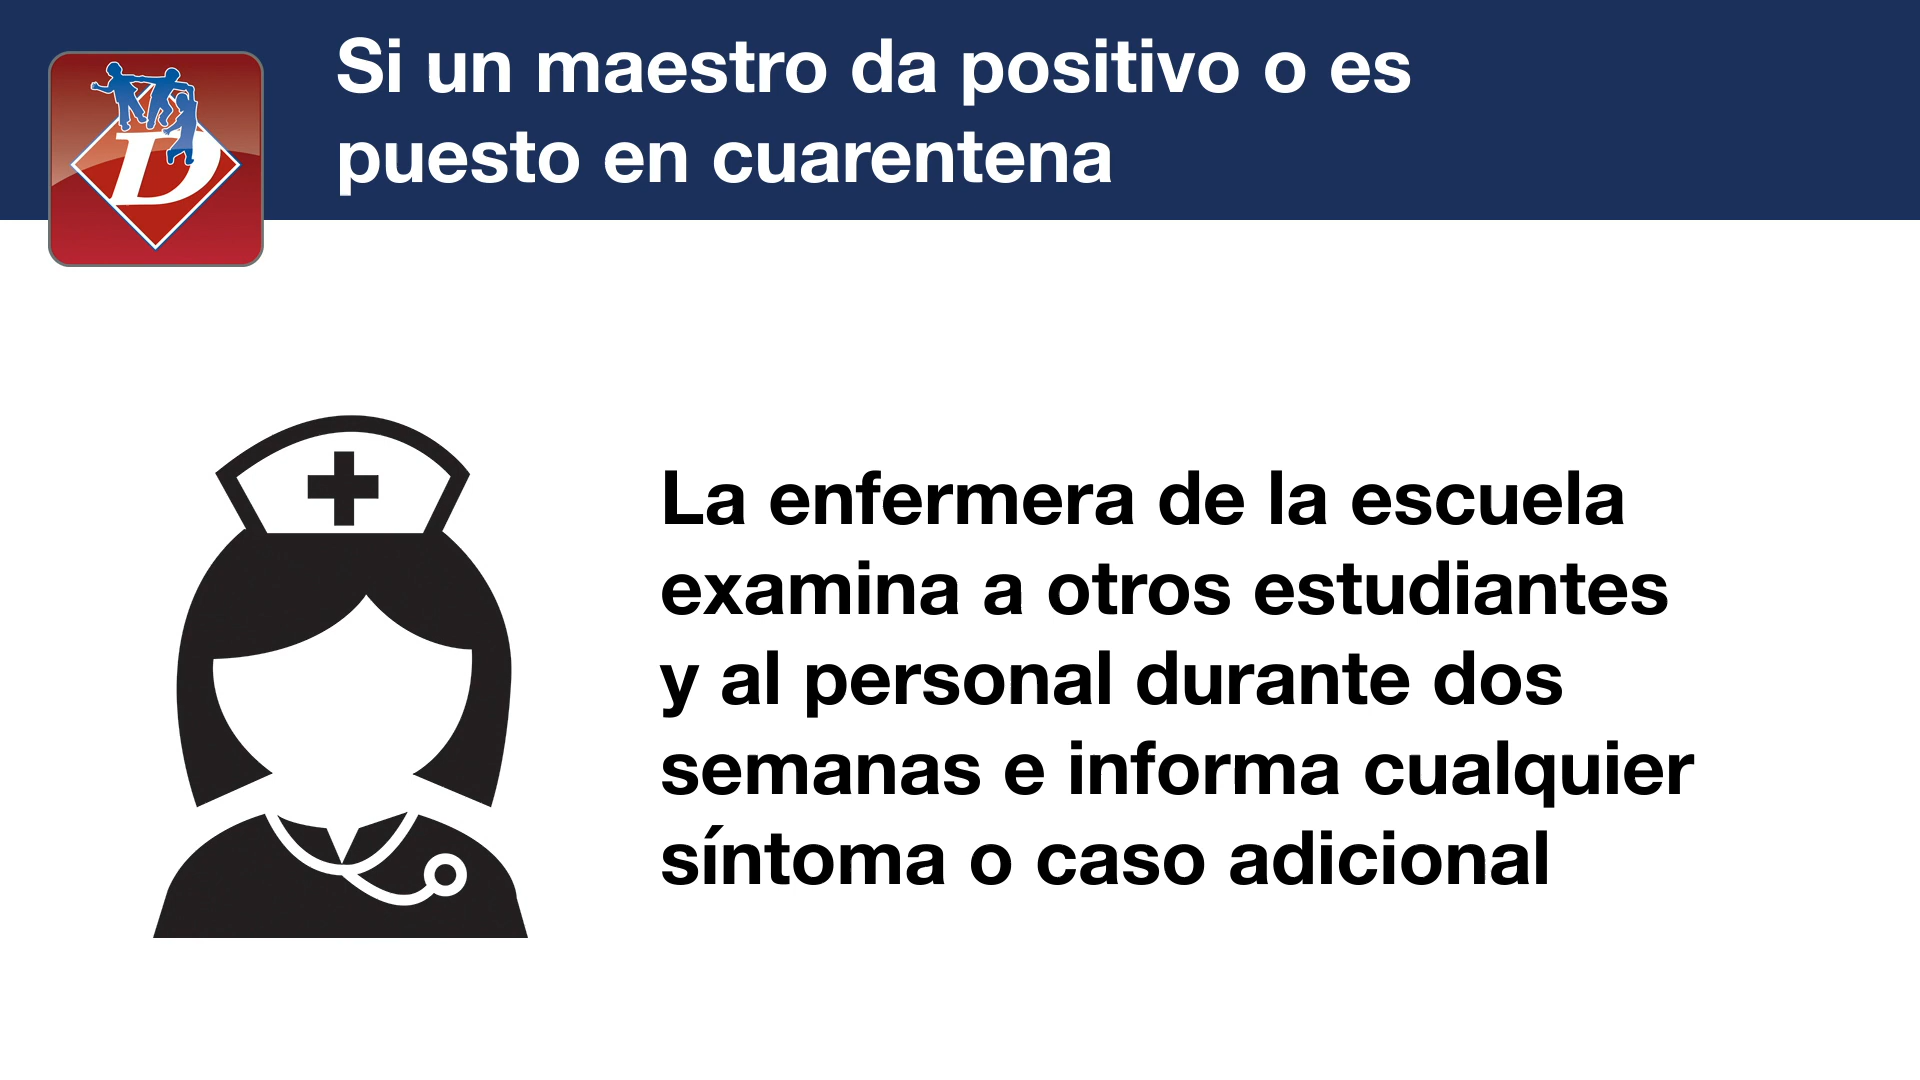 Si un maestro da positivo o es
puesto en cuarentena
D
La enfermera de la escuela
examina a otros estudiantes
y al personal durante dos
semanas e informa cualquier
síntoma o caso adicional